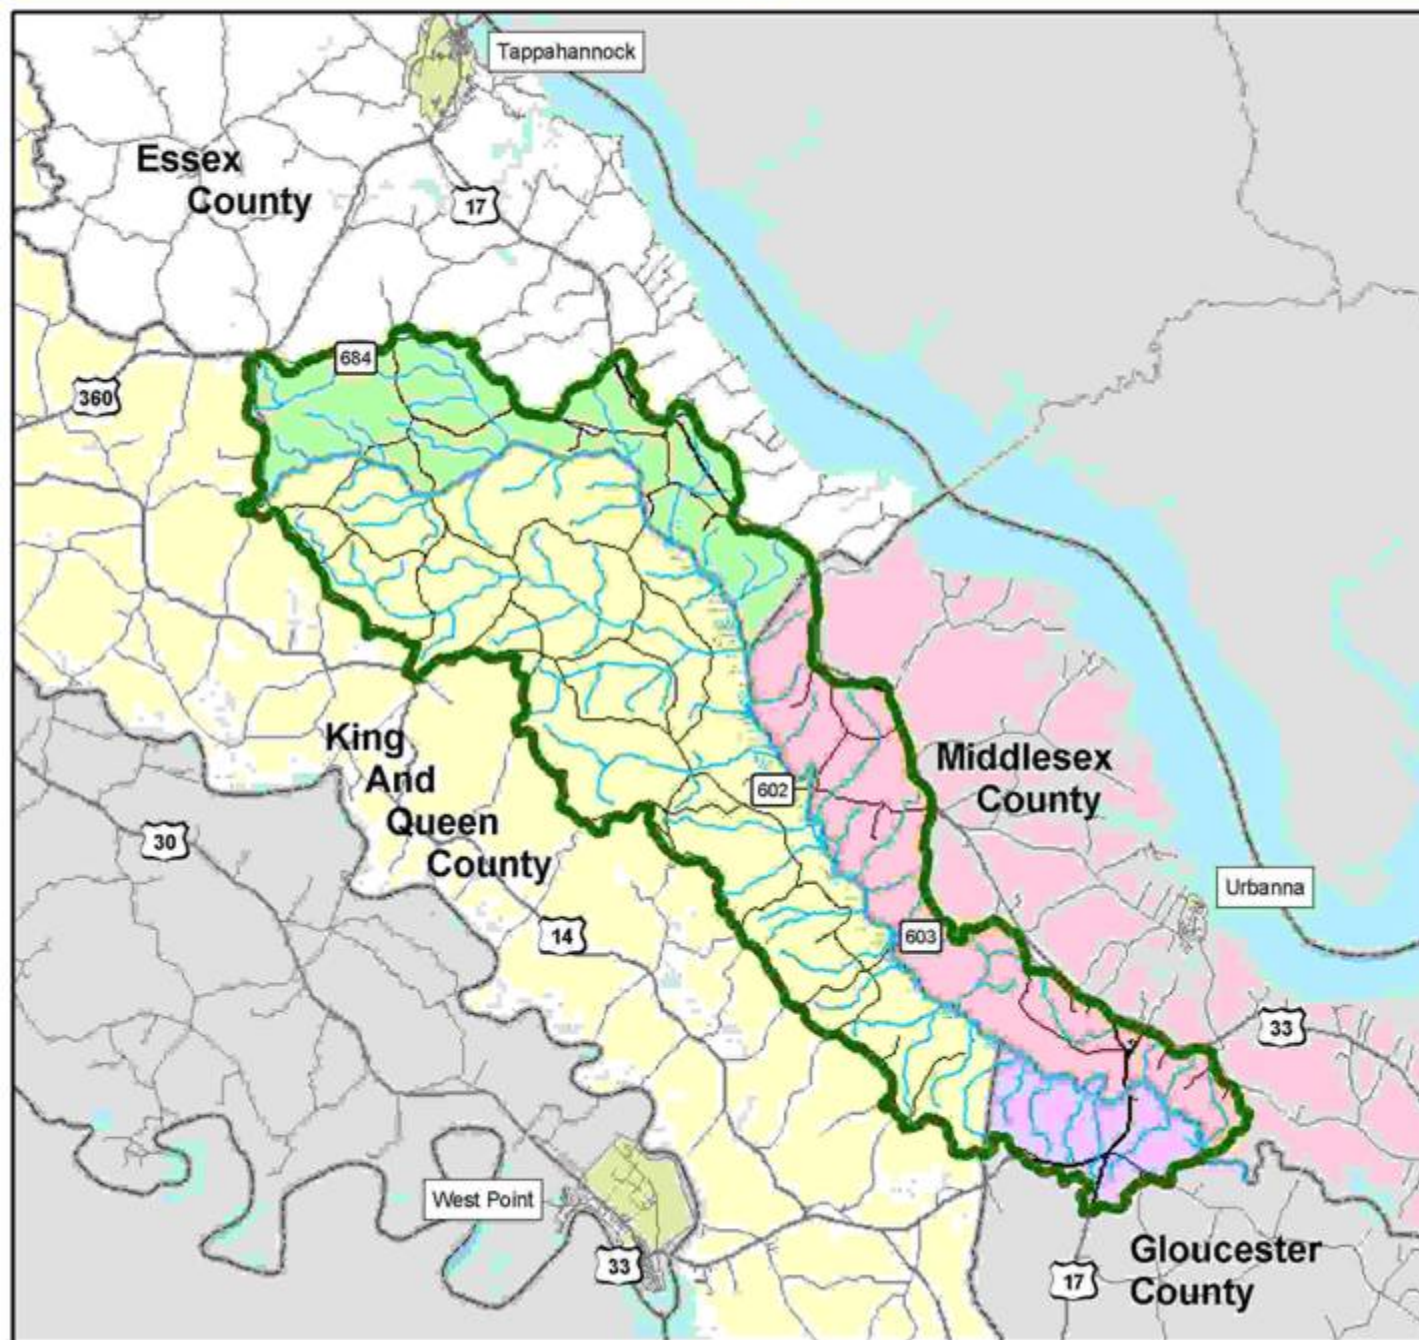 Tappahannock
Essex
County
17
684
360
King
And
Queen
County
Middlesex
County
602
30
Urbanna
14
603
33
West Point
33
17
Gloucester
County